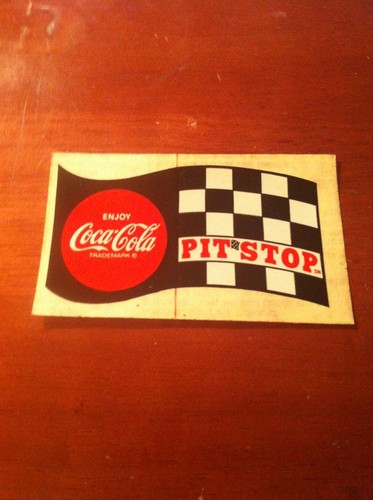 ENJOY
Coca-Cola
TRADEMARK ®
PIT STOP